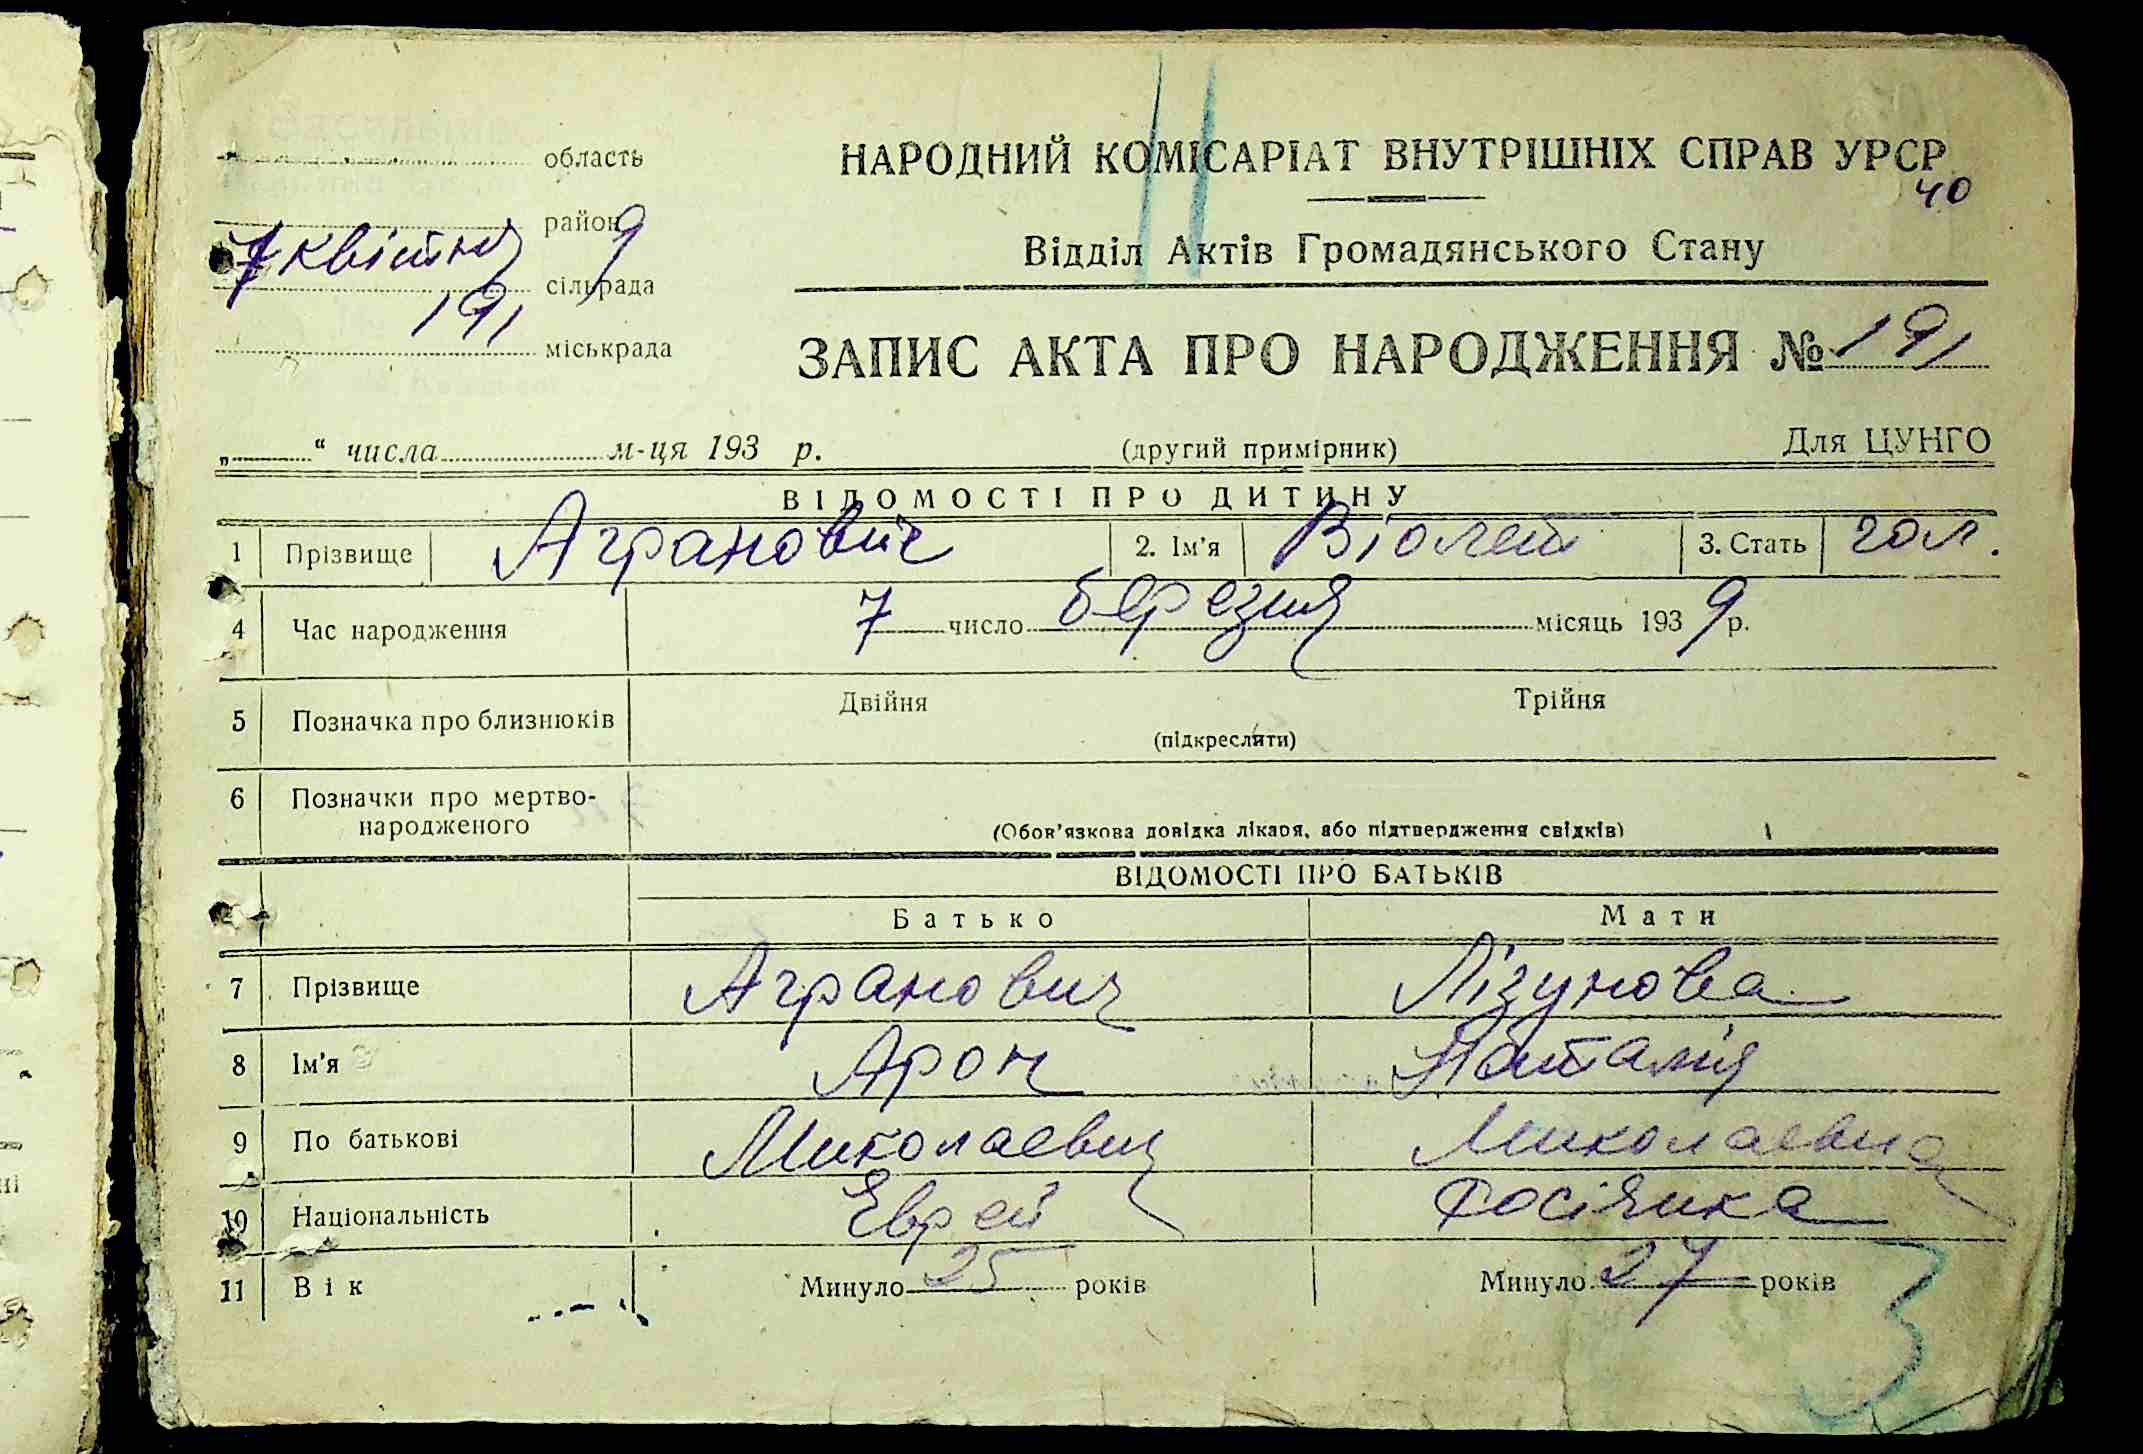 область
НАРОДНИЙ КОМІСАРІАТ ВНУТРІШНІХ СПРАВ УРСР
40
район
7 квітня 9
Відділ Актів Громадянського Стану
сільрада
191
міськрада
ЗАПИС АКТА ПРО НАРОДЖЕННЯ № 191
„ “ числа м-ця 193 р. (другий примірник) Для ЦУНГО
ВІДОМОСТІ ПРО ДИТИНУ
1 Прізвище Агранович 2. Ім'я Віолет 3. Стать чол.
4 Час народження 7 число березня місяць 1939 р.
5 Позначка про близнюків Двійня Трійня
(підкреслити)
6 Позначки про мертво-
народженого
(Обов'язкова довідка лікаря, або підтвердження свідків)
ВІДОМОСТІ ПРО БАТЬКІВ
Батько Мати
7 Прізвище Агранович Лізунова
8 Ім'я Арон Наталія
9 По батькові Миколаевич Миколаевна
10 Національність Еврей Росіянка
11 Вік Минуло 25 років Минуло 27 років
3